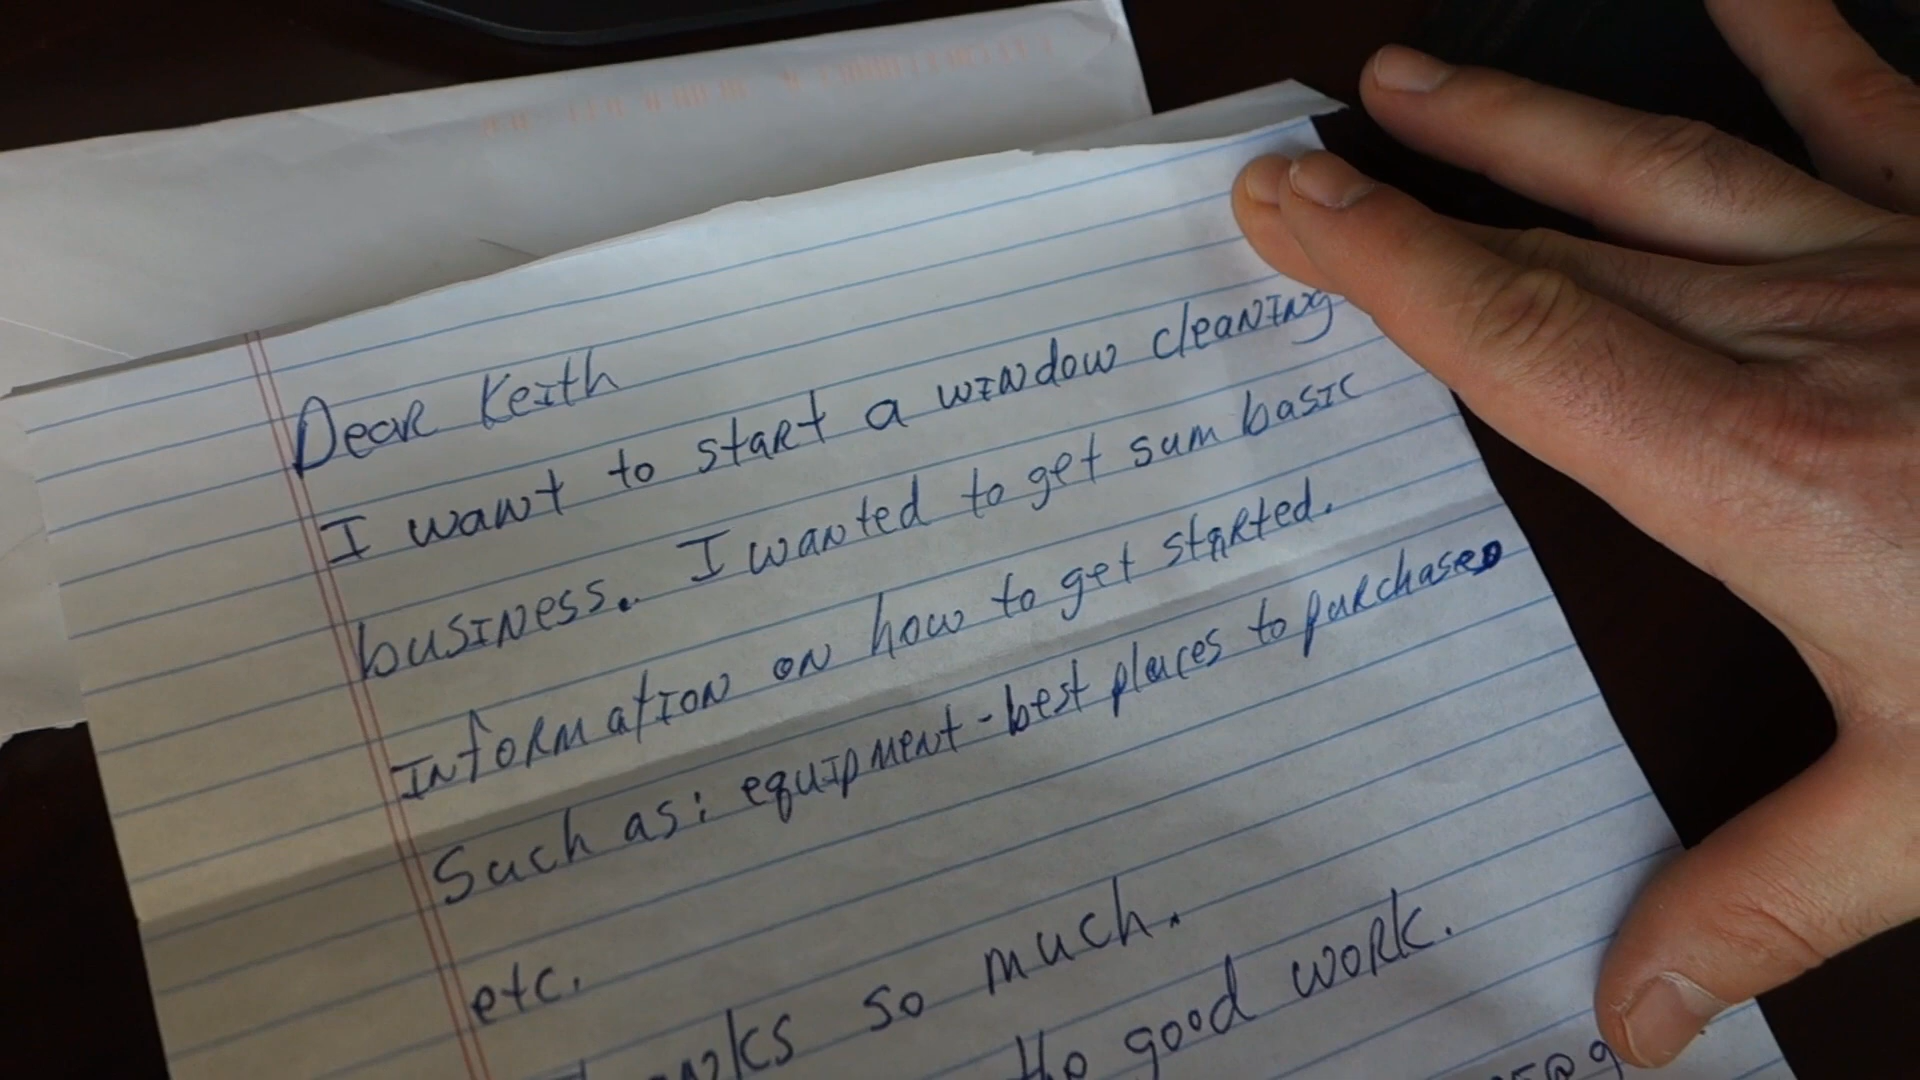 Dear Keith
I want to start a window cleaning
business. I wanted to get sum basic
Information on how to get started.
Such as: equipment - best places to purchase
etc.
so much.
the good work.